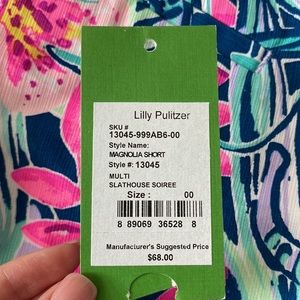 Lilly Pulitzer
SKU #
13045-999AB6-00
Style Name:
MAGNOLIA SHORT
Style #: 13045
MULTI
SLATHOUSE SOIREE
Size : 00
8 89069 36528 8
Manufacturer's Suggested Price
$68.00